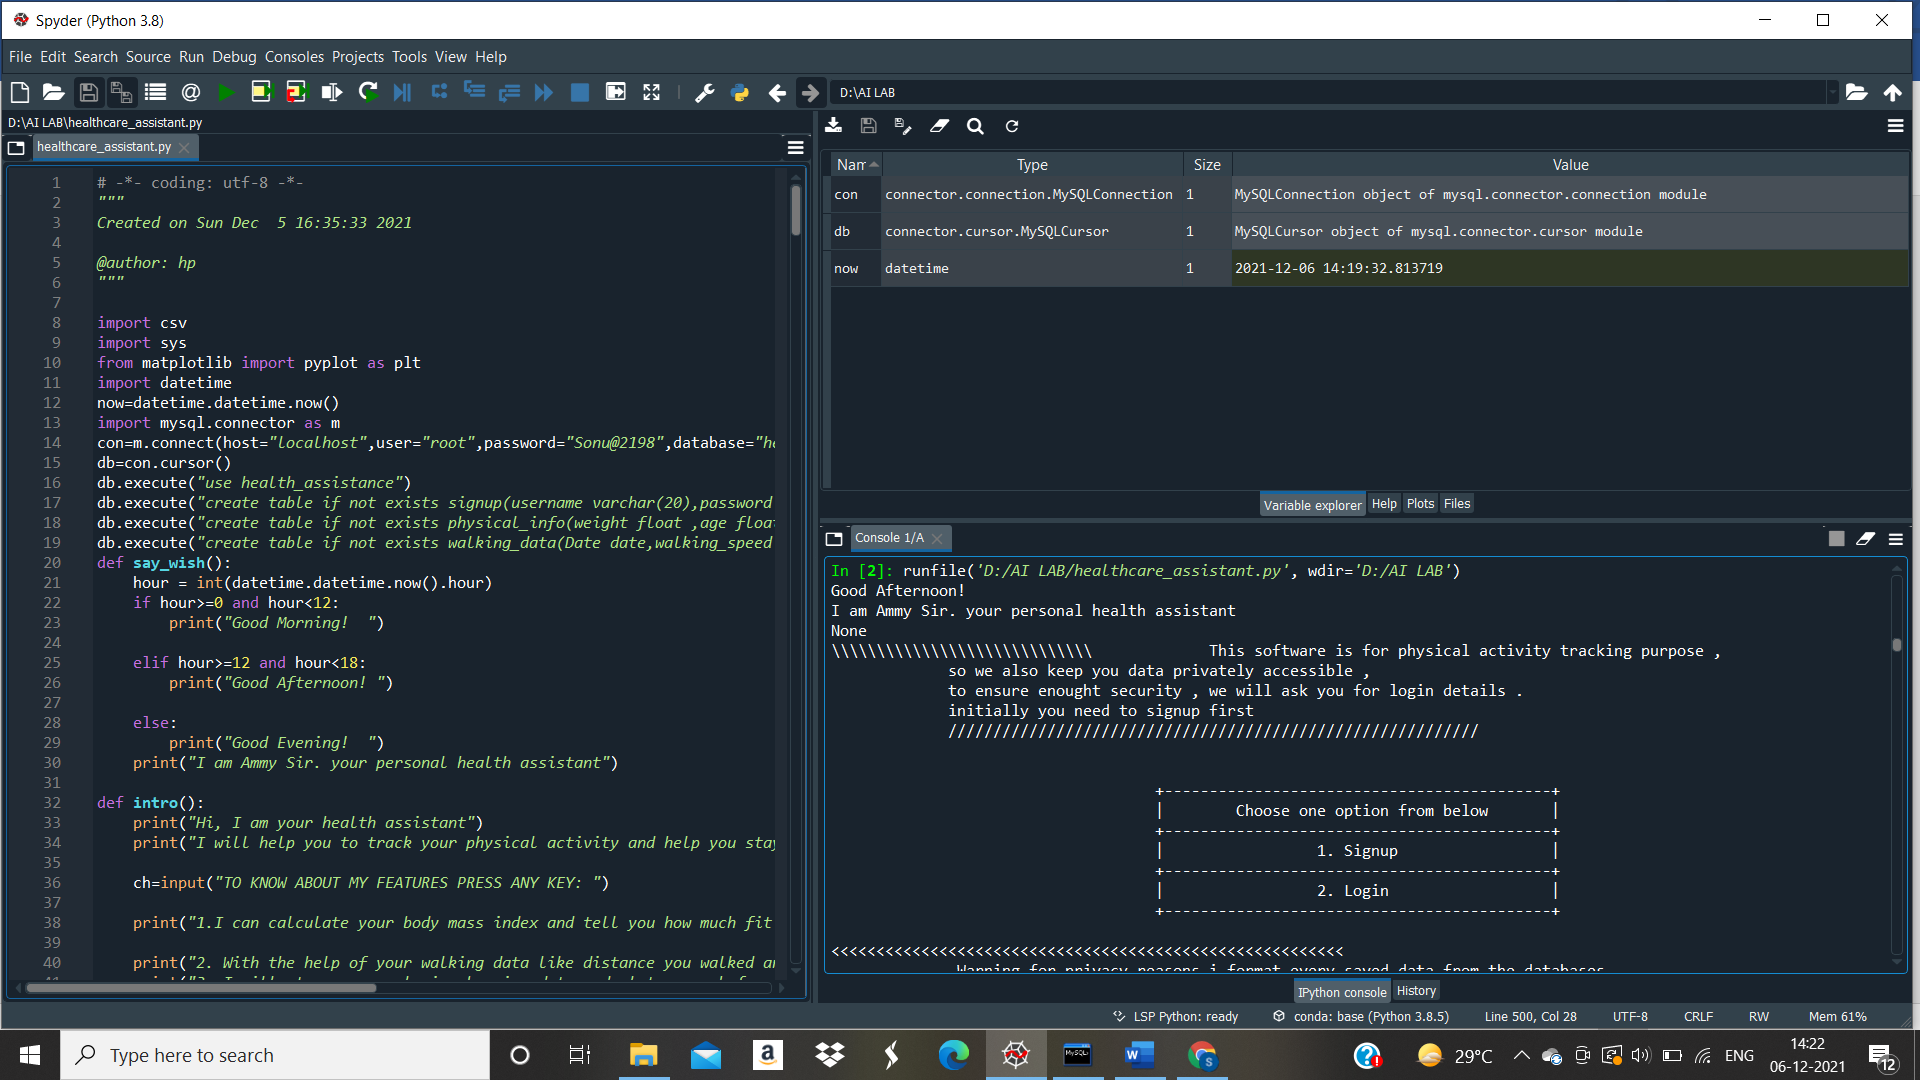 Spyder (Python 3.8)
File Edit Search Source Run Debug Consoles Projects Tools View Help
D:\AI LAB
D:\AI LAB\healthcare_assistant.py
healthcare_assistant.py
1 # -*- coding: utf-8 -*-
2 """
3 Created on Sun Dec  5 16:35:33 2021
4
5 @author: hp
6 """
7
8 import csv
9 import sys
10 from matplotlib import pyplot as plt
11 import datetime
12 now=datetime.datetime.now()
13 import mysql.connector as m
14 con=m.connect(host="localhost",user="root",password="Sonu@2198",database="he
15 db=con.cursor()
16 db.execute("use health_assistance")
17 db.execute("create table if not exists signup(username varchar(20),password
18 db.execute("create table if not exists physical_info(weight float ,age floa
19 db.execute("create table if not exists walking_data(Date date,walking_speed
20 def say_wish():
21     hour = int(datetime.datetime.now().hour)
22     if hour>=0 and hour<12:
23         print("Good Morning!  ")
24
25     elif hour>=12 and hour<18:
26         print("Good Afternoon! ")
27
28     else:
29         print("Good Evening!  ")
30     print("I am Ammy Sir. your personal health assistant")
31
32 def intro():
33     print("Hi, I am your health assistant")
34     print("I will help you to track your physical activity and help you stay
35
36     ch=input("TO KNOW ABOUT MY FEATURES PRESS ANY KEY: ")
37
38     print("1.I can calculate your body mass index and tell you how much fit
39
40     print("2. With the help of your walking data like distance you walked a
Nam Type Size Value
con connector.connection.MySQLConnection 1 MySQLConnection object of mysql.connector.connection module
db connector.cursor.MySQLCursor 1 MySQLCursor object of mysql.connector.cursor module
now datetime 1 2021-12-06 14:19:32.813719
Variable explorer Help Plots Files
Console 1/A
In [2]: runfile('D:/AI LAB/healthcare_assistant.py', wdir='D:/AI LAB')
Good Afternoon!
I am Ammy Sir. your personal health assistant
None
\\\\\\\\\\\\\\\\\\\\\\\\\\\\\ This software is for physical activity tracking purpose ,
so we also keep you data privately accessible ,
to ensure enought security , we will ask you for login details .
initially you need to signup first
///////////////////////////////////////////////////////////
+-------------------------------------------+
| Choose one option from below |
+-------------------------------------------+
| 1. Signup |
+-------------------------------------------+
| 2. Login |
+-------------------------------------------+
<<<<<<<<<<<<<<<<<<<<<<<<<<<<<<<<<<<<<<<<<<<<<<<<<<<<<<<<<
Warning for privacy reasons i format every saved data from the databases
IPython console History
LSP Python: ready conda: base (Python 3.8.5) Line 500, Col 28 UTF-8 CRLF RW Mem 61%
Type here to search
MySQL
29°C ENG
14:22
06-12-2021
12